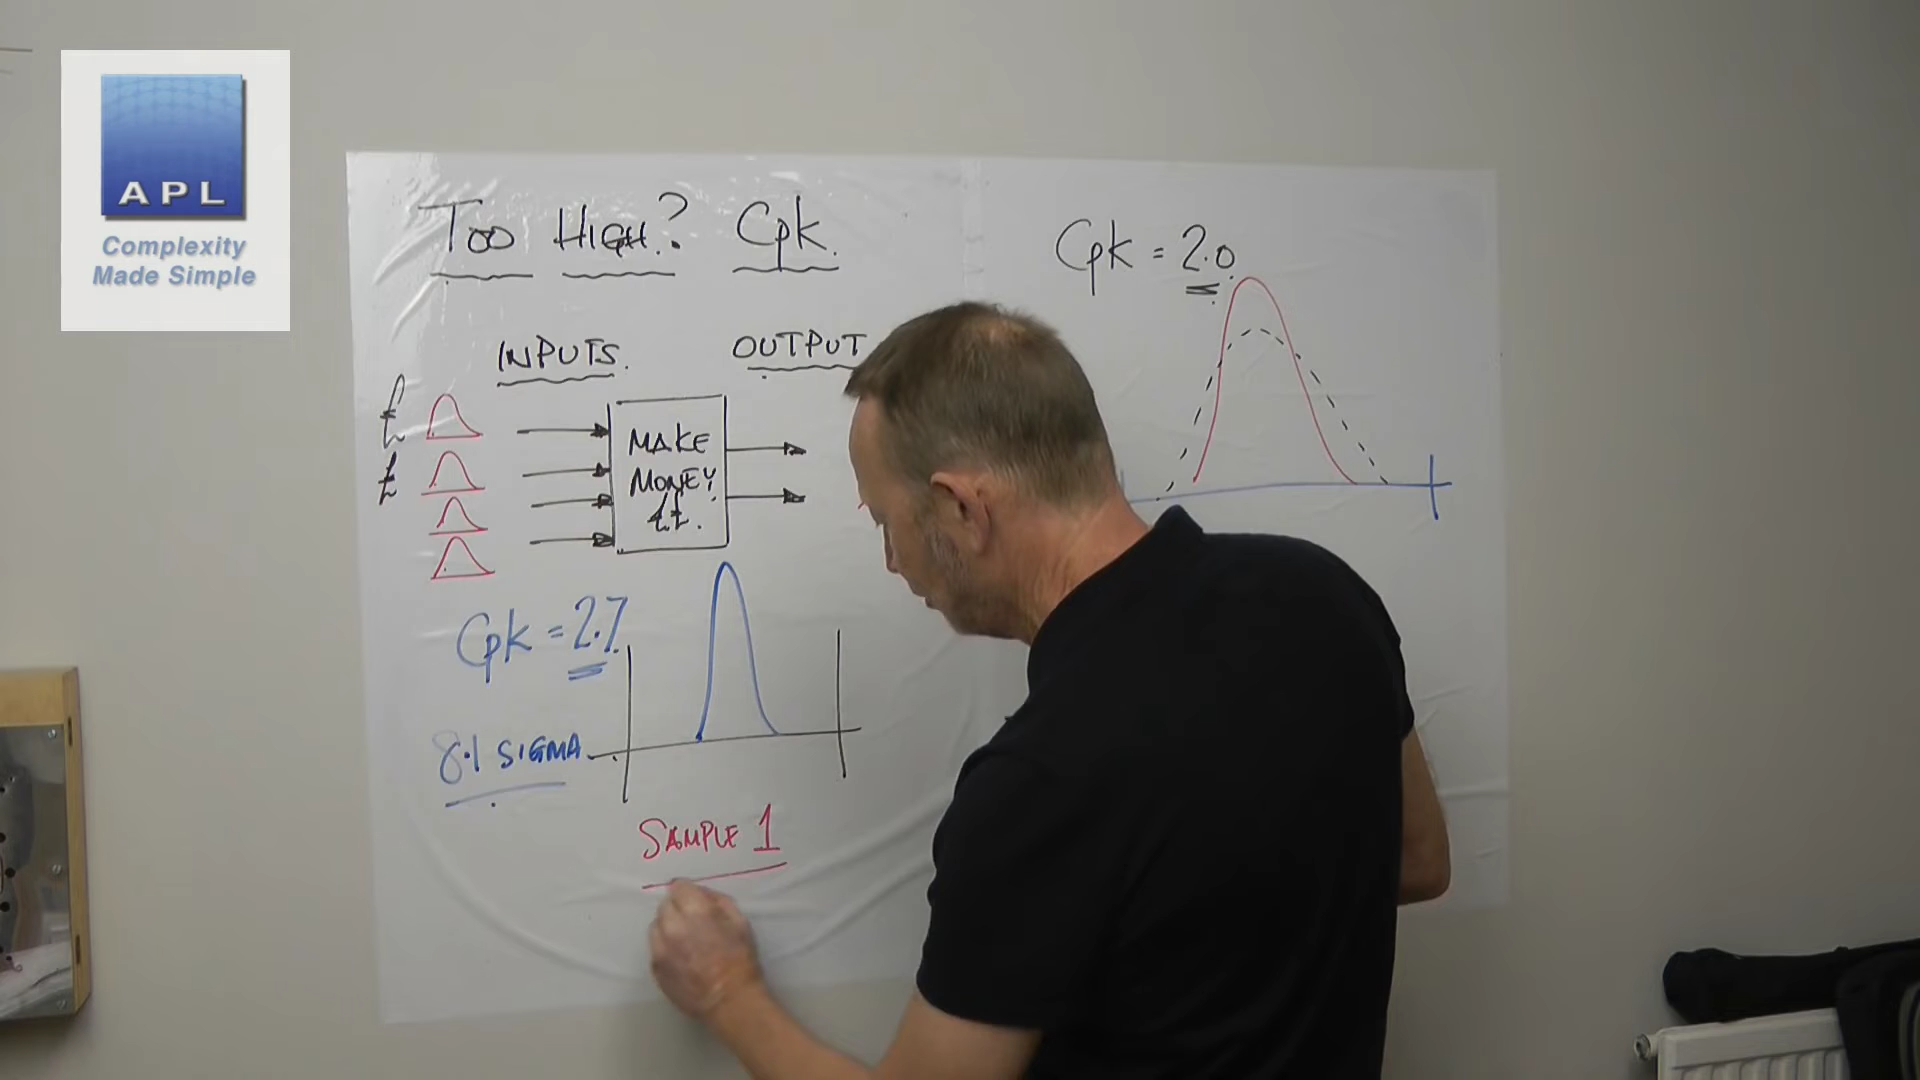 APL
Complexity
Made Simple
TOO HIGH? Cpk.
INPUTS.
OUTPUT
£
£
MAKE
MONEY!
££.
Cpk = 2.7
8.1 SIGMA
SAMPLE 1
Cpk = 2.0